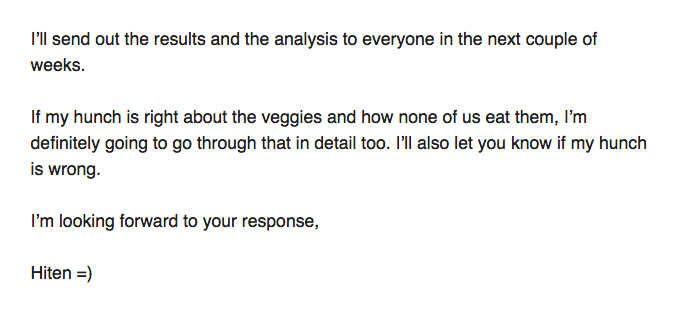 I’ll send out the results and the analysis to everyone in the next couple of
weeks.
If my hunch is right about the veggies and how none of us eat them, I’m
definitely going to go through that in detail too. I’ll also let you know if my hunch
is wrong.
I’m looking forward to your response,
Hiten =)